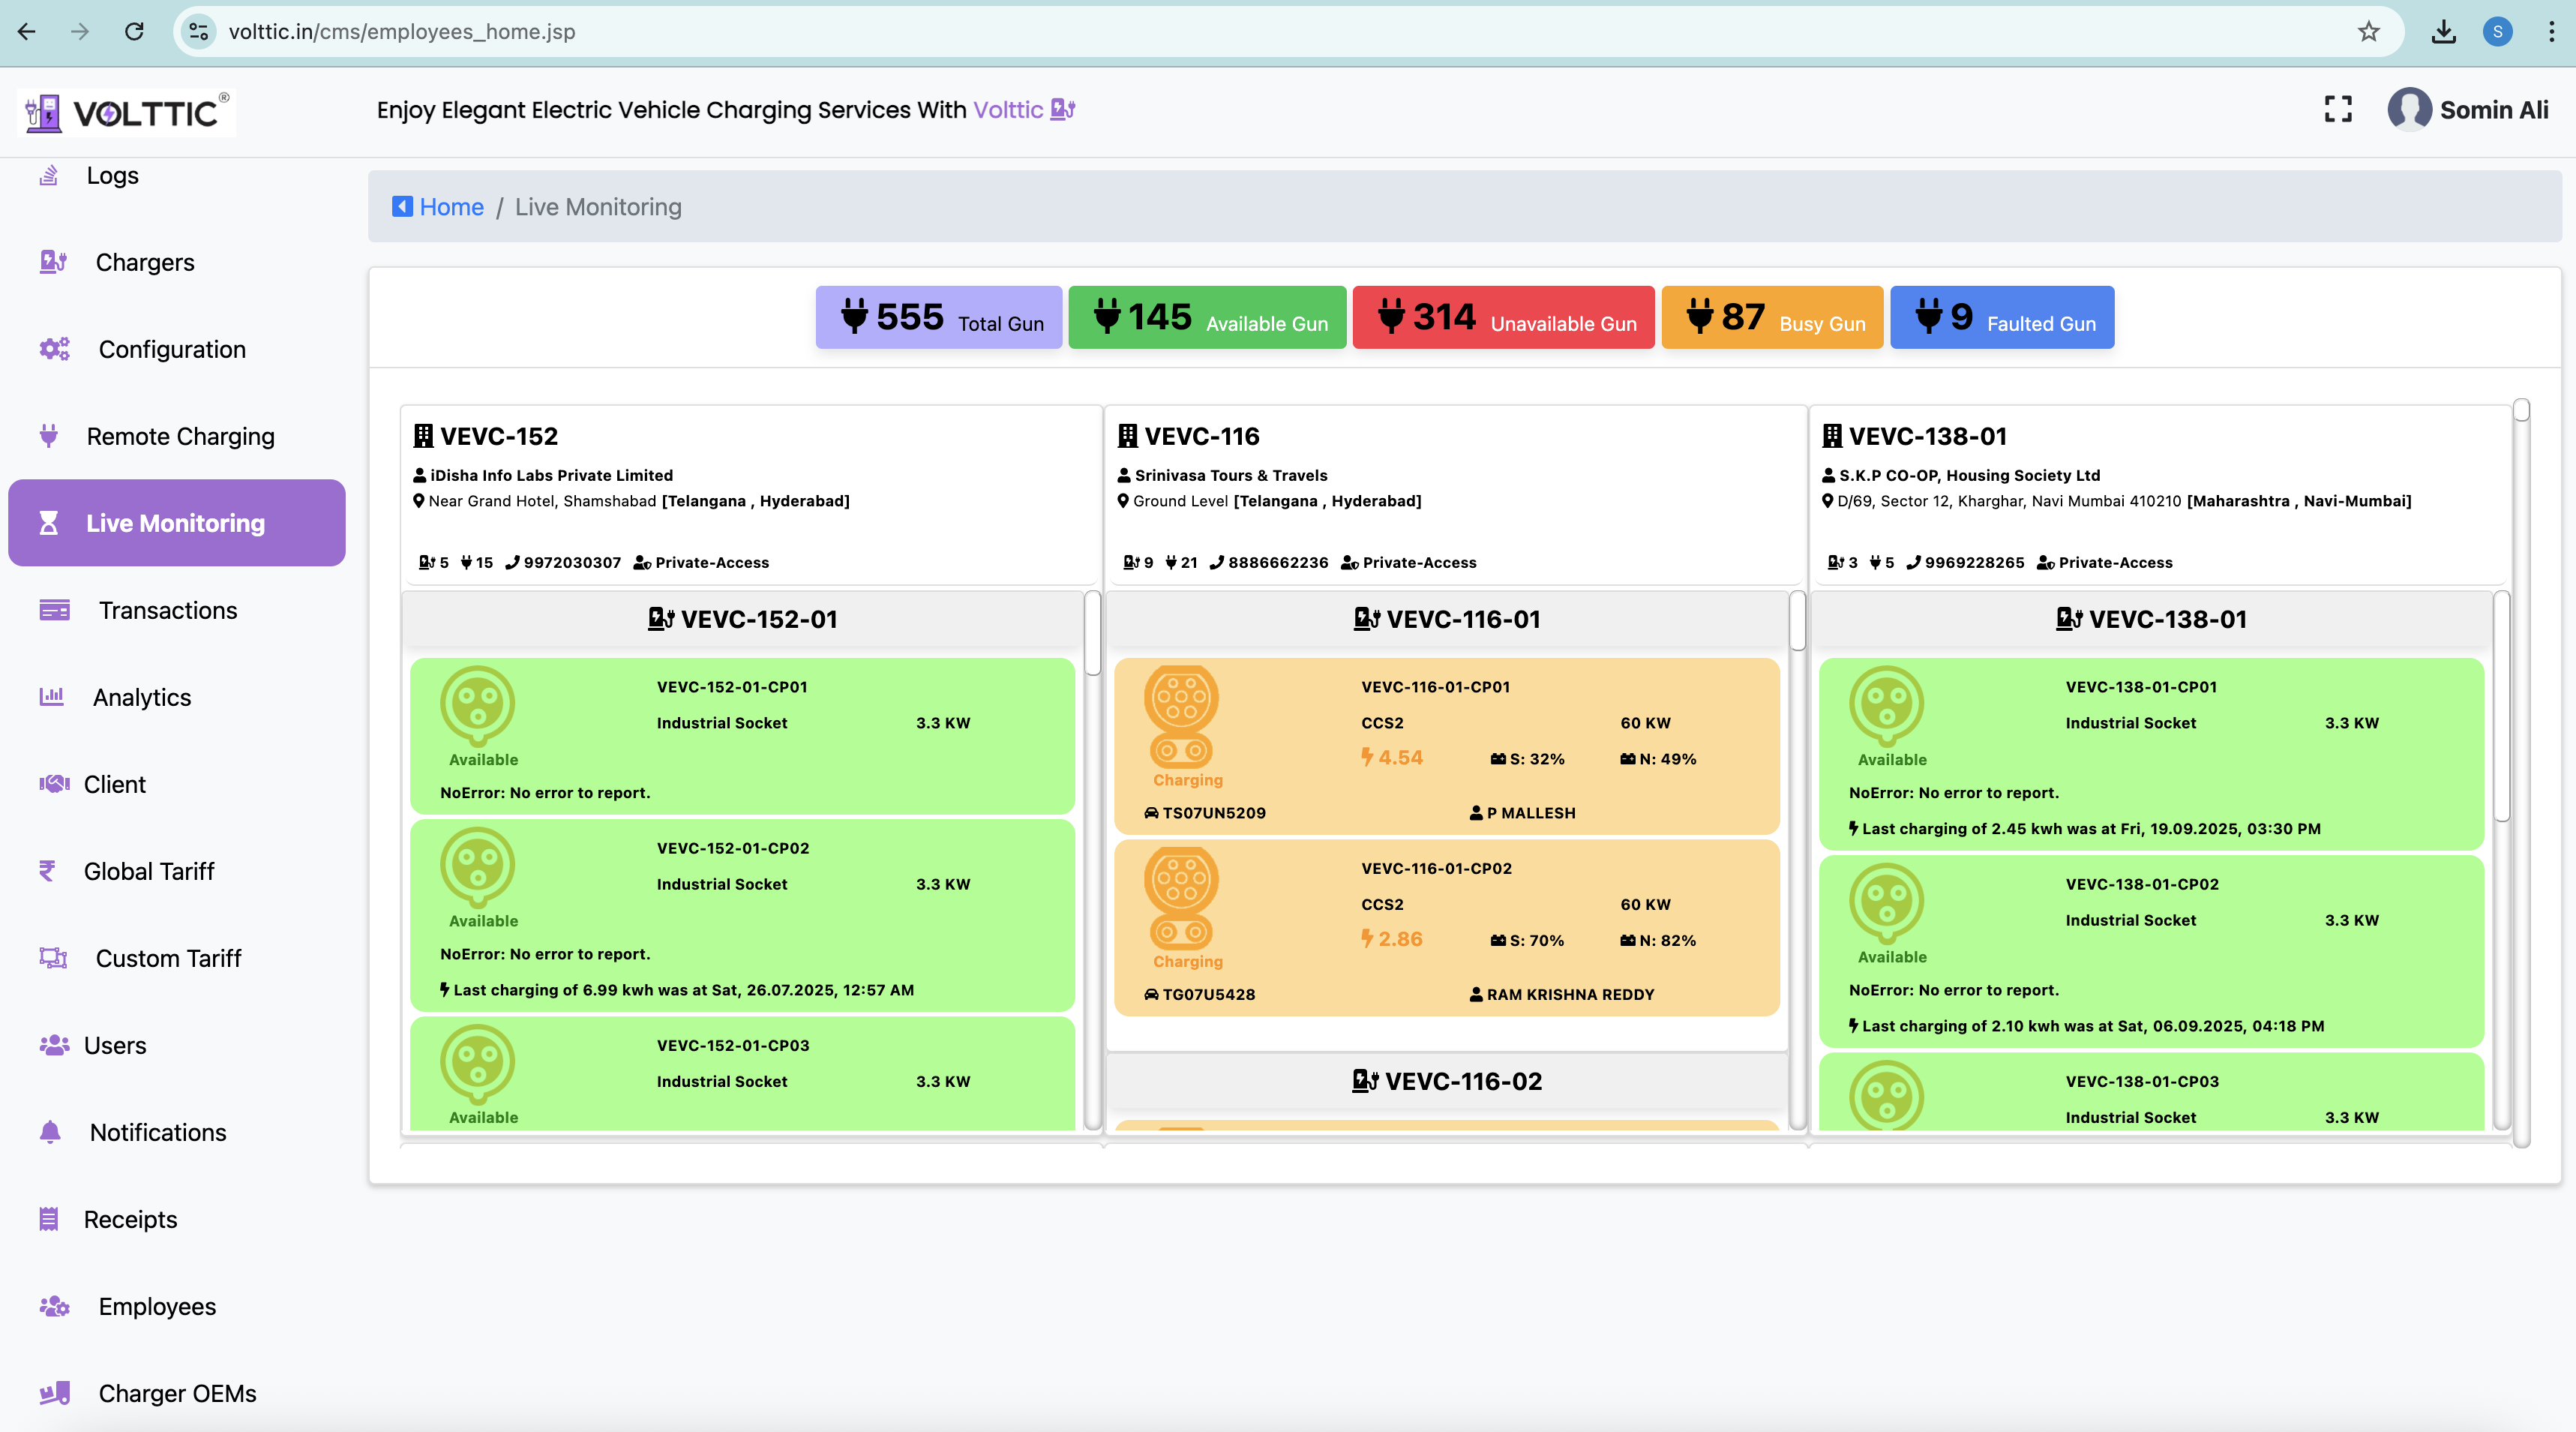 volttic.in/cms/employees_home.jsp
S
VOLTTIC®
Enjoy Elegant Electric Vehicle Charging Services With Volttic
Somin Ali
Logs
Chargers
Configuration
Remote Charging
Live Monitoring
Transactions
Analytics
Client
Global Tariff
Custom Tariff
Users
Notifications
Receipts
Employees
Charger OEMs
Home / Live Monitoring
555 Total Gun
145 Available Gun
314 Unavailable Gun
87 Busy Gun
9 Faulted Gun
VEVC-152
iDisha Info Labs Private Limited
Near Grand Hotel, Shamshabad [Telangana , Hyderabad]
5 15 9972030307 Private-Access
VEVC-152-01
VEVC-152-01-CP01
Industrial Socket 3.3 KW
Available
NoError: No error to report.
VEVC-152-01-CP02
Industrial Socket 3.3 KW
Available
NoError: No error to report.
Last charging of 6.99 kwh was at Sat, 26.07.2025, 12:57 AM
VEVC-152-01-CP03
Industrial Socket 3.3 KW
Available
VEVC-116
Srinivasa Tours & Travels
Ground Level [Telangana , Hyderabad]
9 21 8886662236 Private-Access
VEVC-116-01
VEVC-116-01-CP01
CCS2 60 KW
4.54 S: 32% N: 49%
Charging
TS07UN5209 P MALLESH
VEVC-116-01-CP02
CCS2 60 KW
2.86 S: 70% N: 82%
Charging
TG07U5428 RAM KRISHNA REDDY
VEVC-116-02
VEVC-138-01
S.K.P CO-OP, Housing Society Ltd
D/69, Sector 12, Kharghar, Navi Mumbai 410210 [Maharashtra , Navi-Mumbai]
3 5 9969228265 Private-Access
VEVC-138-01
VEVC-138-01-CP01
Industrial Socket 3.3 KW
Available
NoError: No error to report.
Last charging of 2.45 kwh was at Fri, 19.09.2025, 03:30 PM
VEVC-138-01-CP02
Industrial Socket 3.3 KW
Available
NoError: No error to report.
Last charging of 2.10 kwh was at Sat, 06.09.2025, 04:18 PM
VEVC-138-01-CP03
Industrial Socket 3.3 KW